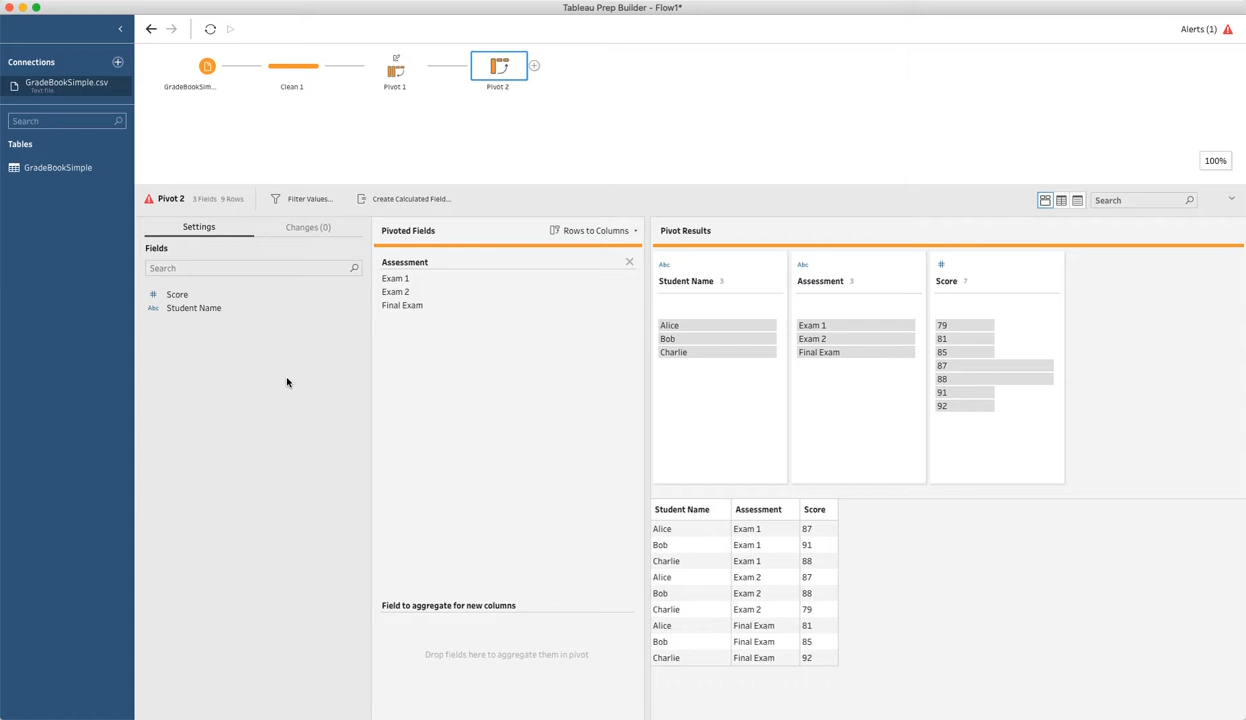 Tableau Prep Builder - Flow1*
Alerts (1)
Connections
GradeBookSimple.csv
Text file
Search
Tables
GradeBookSimple
GradeBookSim...
Clean 1
Pivot 1
Pivot 2
100%
Pivot 2 3 Fields 9 Rows Filter Values... Create Calculated Field... Search
Settings Changes (0)
Fields
Search
# Score
Abc Student Name
Pivoted Fields Rows to Columns
Assessment
Exam 1
Exam 2
Final Exam
Field to aggregate for new columns
Drop fields here to aggregate them in pivot
Pivot Results
Abc
Student Name 3
Alice
Bob
Charlie
Abc
Assessment 3
Exam 1
Exam 2
Final Exam
#
Score 7
79
81
85
87
88
91
92
Student Name Assessment Score
Alice Exam 1 87
Bob Exam 1 91
Charlie Exam 1 88
Alice Exam 2 87
Bob Exam 2 88
Charlie Exam 2 79
Alice Final Exam 81
Bob Final Exam 85
Charlie Final Exam 92